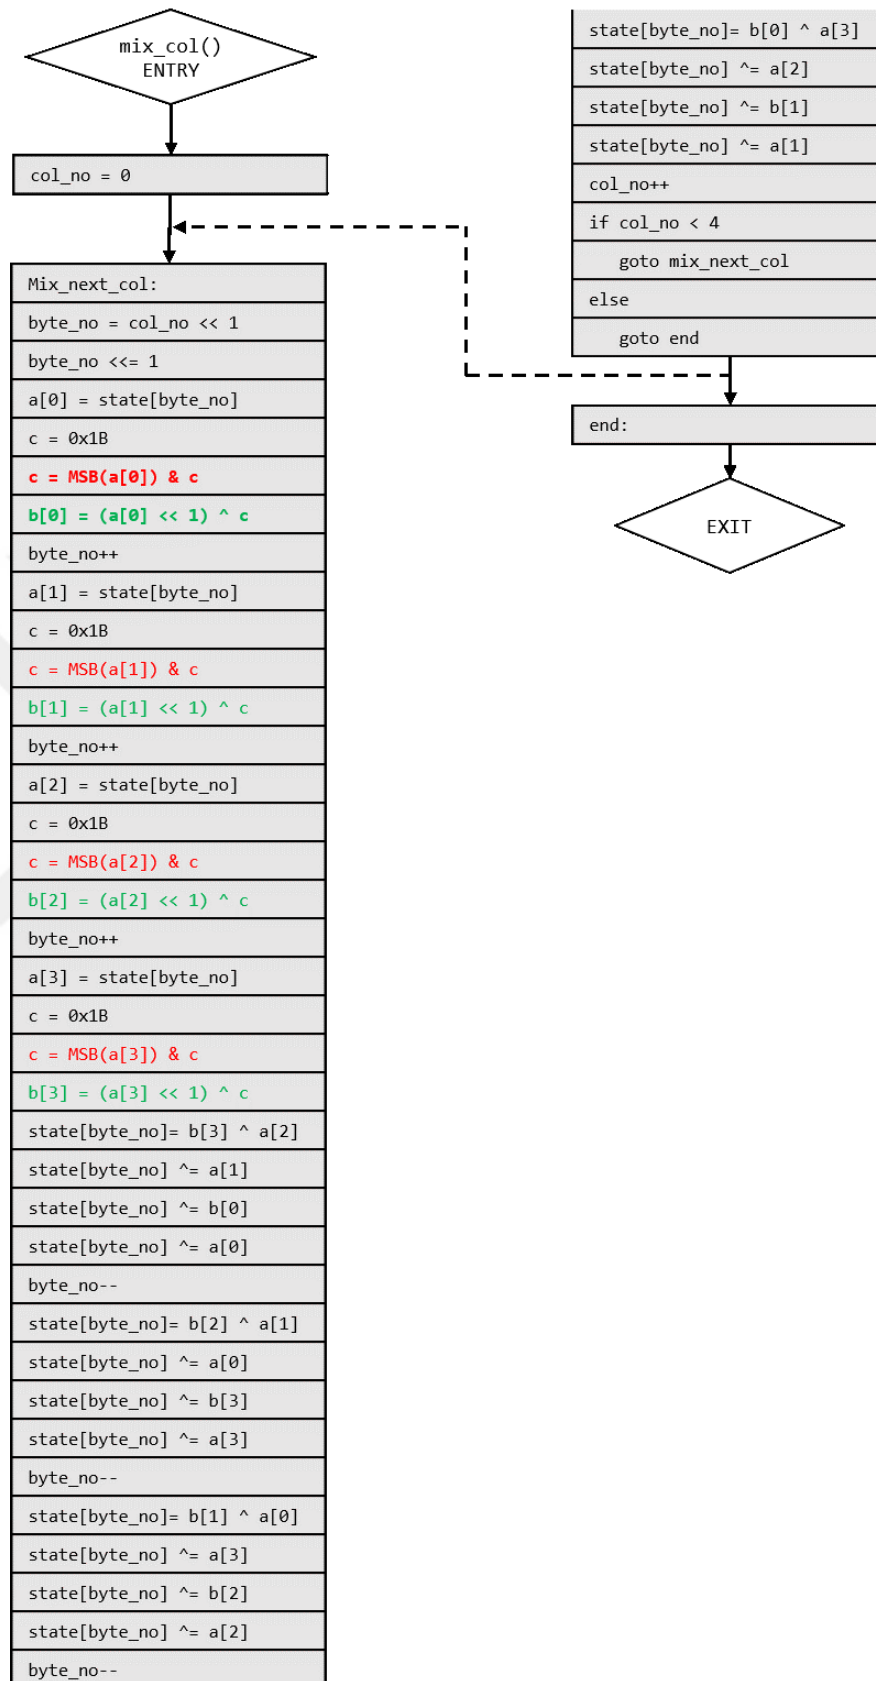 mix_col()
ENTRY
col_no = 0
Mix_next_col:
byte_no = col_no << 1
byte_no <<= 1
a[0] = state[byte_no]
c = 0x1B
c = MSB(a[0]) & c
b[0] = (a[0] << 1) ^ c
byte_no++
a[1] = state[byte_no]
c = 0x1B
c = MSB(a[1]) & c
b[1] = (a[1] << 1) ^ c
byte_no++
a[2] = state[byte_no]
c = 0x1B
c = MSB(a[2]) & c
b[2] = (a[2] << 1) ^ c
byte_no++
a[3] = state[byte_no]
c = 0x1B
c = MSB(a[3]) & c
b[3] = (a[3] << 1) ^ c
state[byte_no]= b[3] ^ a[2]
state[byte_no] ^= a[1]
state[byte_no] ^= b[0]
state[byte_no] ^= a[0]
byte_no--
state[byte_no]= b[2] ^ a[1]
state[byte_no] ^= a[0]
state[byte_no] ^= b[3]
state[byte_no] ^= a[3]
byte_no--
state[byte_no]= b[1] ^ a[0]
state[byte_no] ^= a[3]
state[byte_no] ^= b[2]
state[byte_no] ^= a[2]
byte_no--
state[byte_no]= b[0] ^ a[3]
state[byte_no] ^= a[2]
state[byte_no] ^= b[1]
state[byte_no] ^= a[1]
col_no++
if col_no < 4
goto mix_next_col
else
goto end
end:
EXIT